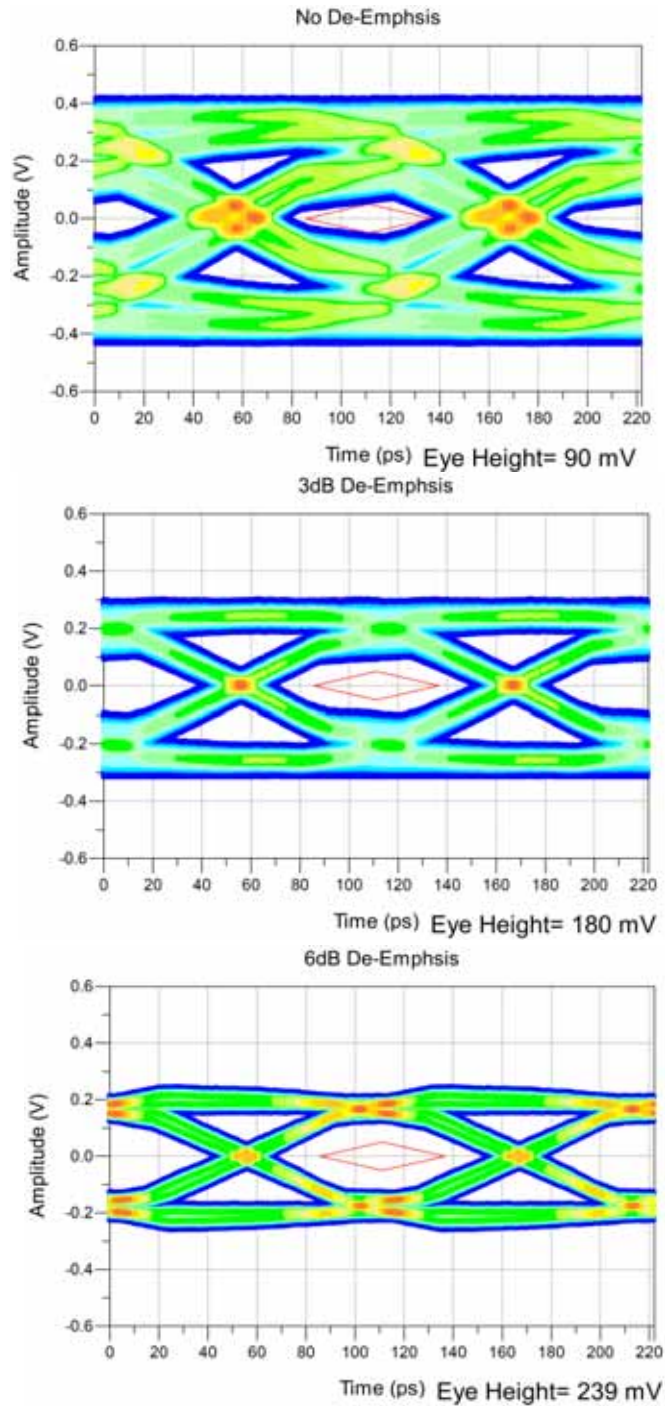 No De-Emphsis
0.6
0.4
0.2
0.0
-0.2
-0.4
-0.6
Amplitude (V)
0 20 40 60 80 100 120 140 160 180 200 220
Time (ps) Eye Height= 90 mV
3dB De-Emphsis
0.6
0.4
0.2
0.0
-0.2
-0.4
-0.6
Amplitude (V)
0 20 40 60 80 100 120 140 160 180 200 220
Time (ps) Eye Height= 180 mV
6dB De-Emphsis
0.6
0.4
0.2
0.0
-0.2
-0.4
-0.6
Amplitude (V)
0 20 40 60 80 100 120 140 160 180 200 220
Time (ps) Eye Height= 239 mV